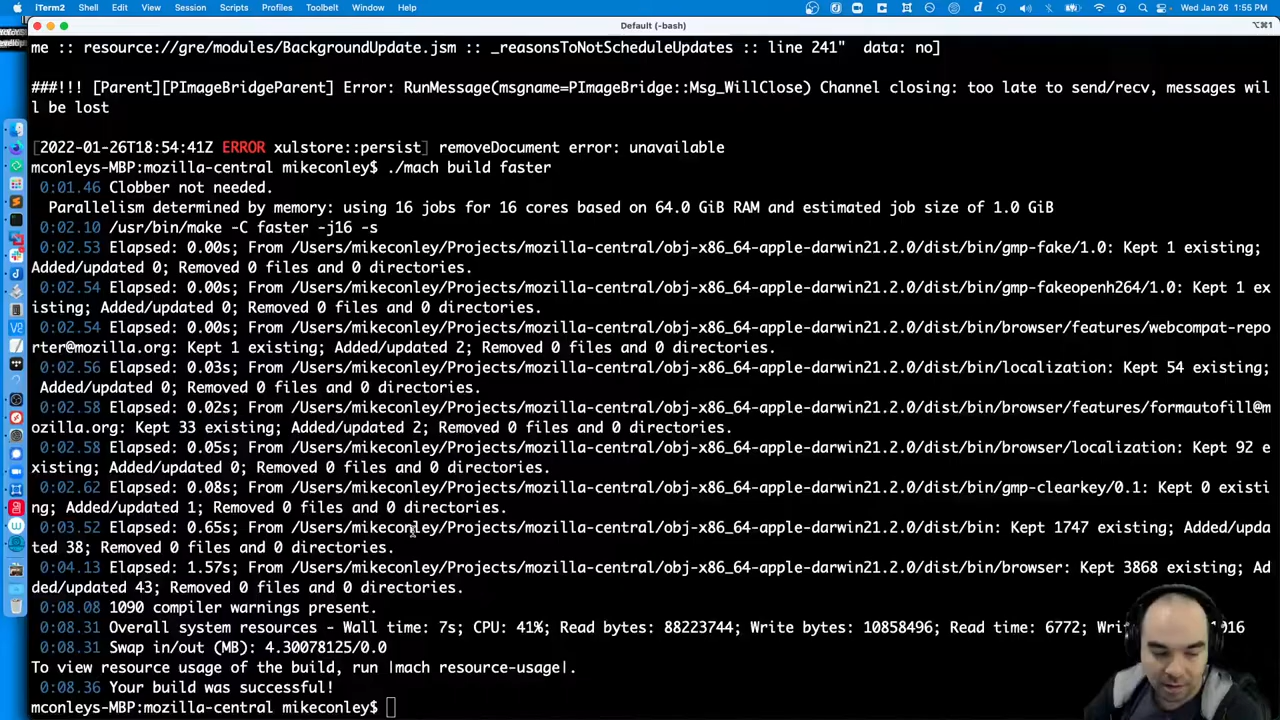 iTerm2 Shell Edit View Session Scripts Profiles Toolbelt Window Help Wed Jan 26 1:55 PM
Default (-bash) ⌥⌘1
me :: resource://gre/modules/BackgroundUpdate.jsm :: _reasonsToNotScheduleUpdates :: line 241"  data: no]
###!!! [Parent][PImageBridgeParent] Error: RunMessage(msgname=PImageBridge::Msg_WillClose) Channel closing: too late to send/recv, messages wil
l be lost
[2022-01-26T18:54:41Z ERROR xulstore::persist] removeDocument error: unavailable
mconleys-MBP:mozilla-central mikeconley$ ./mach build faster
0:01.46 Clobber not needed.
Parallelism determined by memory: using 16 jobs for 16 cores based on 64.0 GiB RAM and estimated job size of 1.0 GiB
0:02.10 /usr/bin/make -C faster -j16 -s
0:02.53 Elapsed: 0.00s; From /Users/mikeconley/Projects/mozilla-central/obj-x86_64-apple-darwin21.2.0/dist/bin/gmp-fake/1.0: Kept 1 existing;
Added/updated 0; Removed 0 files and 0 directories.
0:02.54 Elapsed: 0.00s; From /Users/mikeconley/Projects/mozilla-central/obj-x86_64-apple-darwin21.2.0/dist/bin/gmp-fakeopenh264/1.0: Kept 1 ex
isting; Added/updated 0; Removed 0 files and 0 directories.
0:02.54 Elapsed: 0.00s; From /Users/mikeconley/Projects/mozilla-central/obj-x86_64-apple-darwin21.2.0/dist/bin/browser/features/webcompat-repo
rter@mozilla.org: Kept 1 existing; Added/updated 2; Removed 0 files and 0 directories.
0:02.56 Elapsed: 0.03s; From /Users/mikeconley/Projects/mozilla-central/obj-x86_64-apple-darwin21.2.0/dist/bin/localization: Kept 54 existing;
Added/updated 0; Removed 0 files and 0 directories.
0:02.58 Elapsed: 0.02s; From /Users/mikeconley/Projects/mozilla-central/obj-x86_64-apple-darwin21.2.0/dist/bin/browser/features/formautofill@m
ozilla.org: Kept 33 existing; Added/updated 2; Removed 0 files and 0 directories.
0:02.58 Elapsed: 0.05s; From /Users/mikeconley/Projects/mozilla-central/obj-x86_64-apple-darwin21.2.0/dist/bin/browser/localization: Kept 92 e
xisting; Added/updated 0; Removed 0 files and 0 directories.
0:02.62 Elapsed: 0.08s; From /Users/mikeconley/Projects/mozilla-central/obj-x86_64-apple-darwin21.2.0/dist/bin/gmp-clearkey/0.1: Kept 0 existi
ng; Added/updated 1; Removed 0 files and 0 directories.
0:03.52 Elapsed: 0.65s; From /Users/mikeconley/Projects/mozilla-central/obj-x86_64-apple-darwin21.2.0/dist/bin: Kept 1747 existing; Added/upda
ted 38; Removed 0 files and 0 directories.
0:04.13 Elapsed: 1.57s; From /Users/mikeconley/Projects/mozilla-central/obj-x86_64-apple-darwin21.2.0/dist/bin/browser: Kept 3868 existing; Ad
ded/updated 43; Removed 0 files and 0 directories.
0:08.08 1090 compiler warnings present.
0:08.31 Overall system resources - Wall time: 7s; CPU: 41%; Read bytes: 88223744; Write bytes: 10858496; Read time: 6772;
0:08.31 Swap in/out (MB): 4.30078125/0.0
To view resource usage of the build, run |mach resource-usage|.
0:08.36 Your build was successful!
mconleys-MBP:mozilla-central mikeconley$